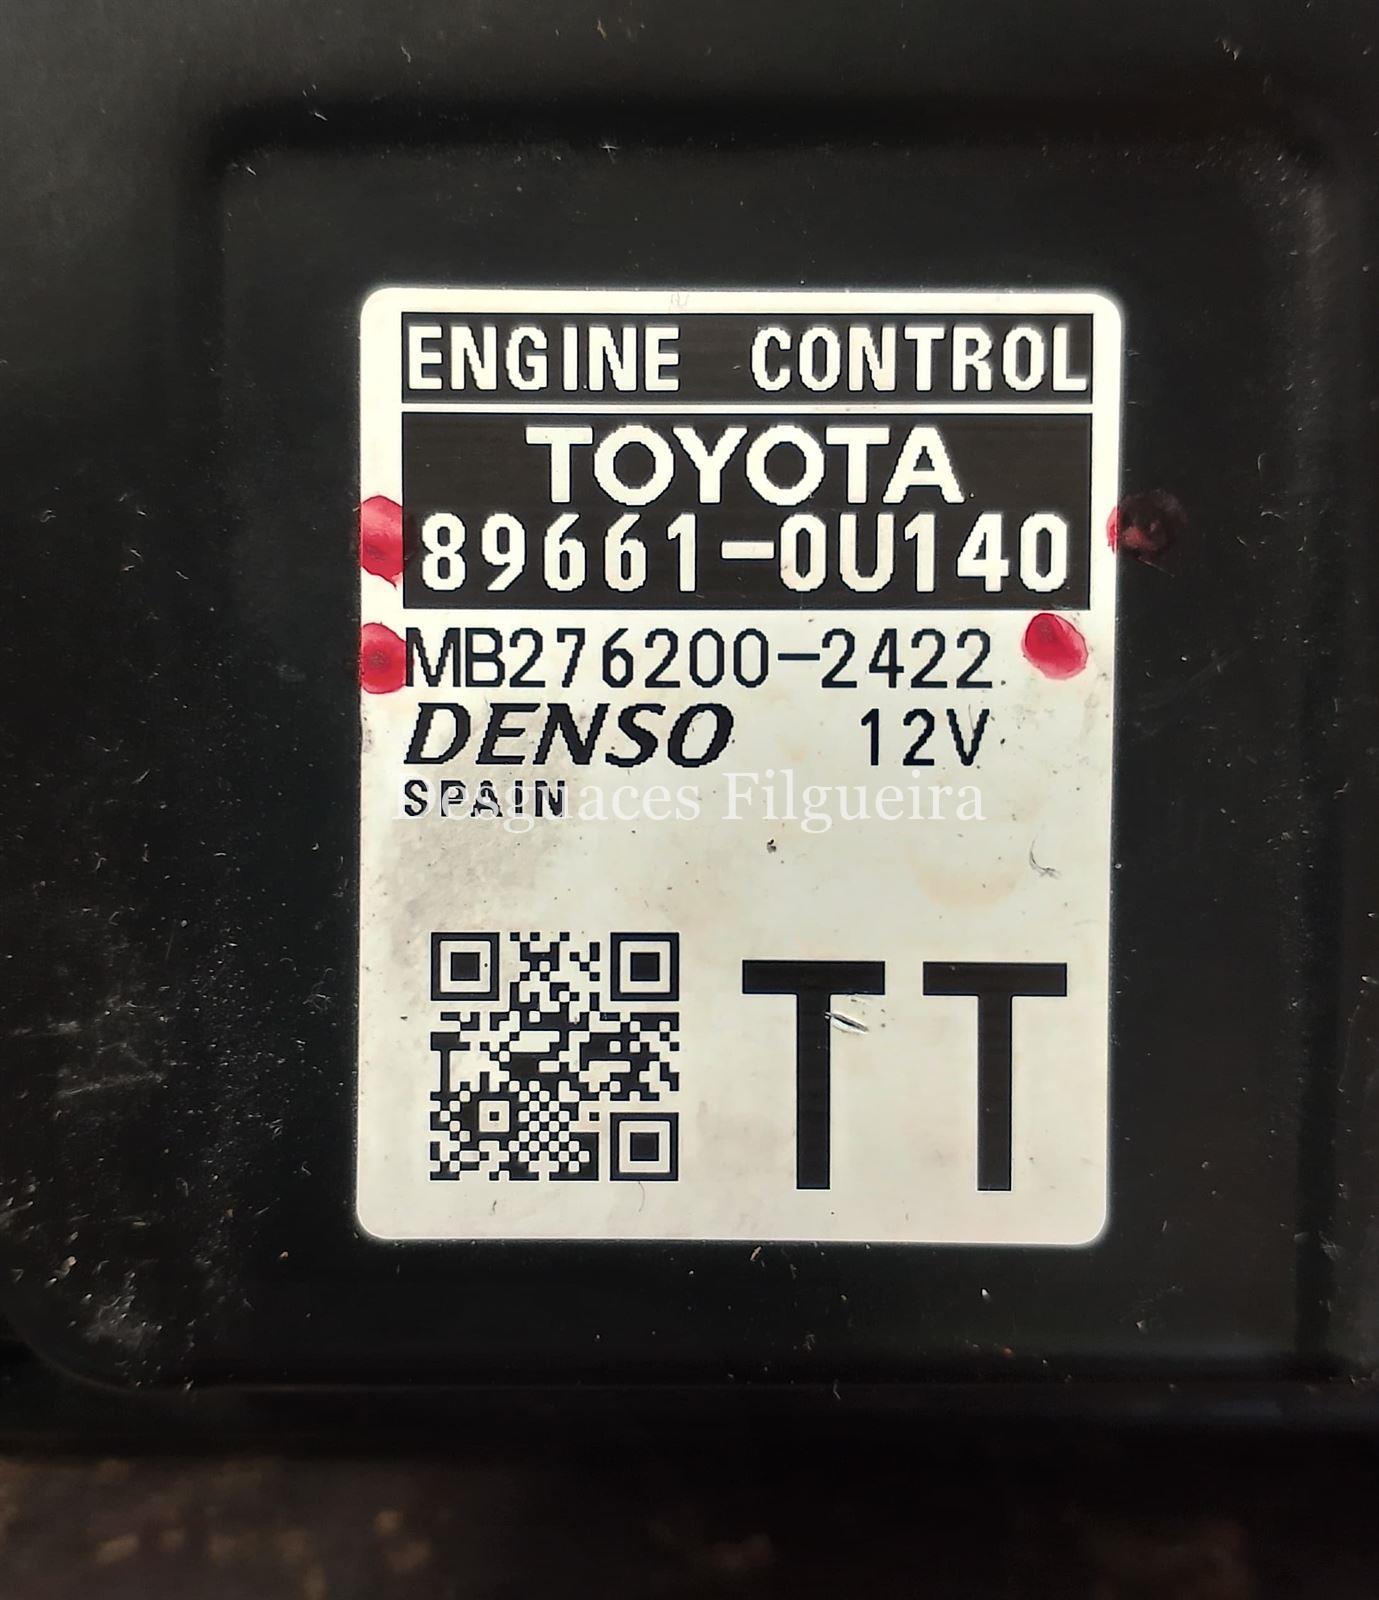 ENGINE CONTROL
TOYOTA
89661-0U140
MB276200-2422
DENSO 12V
SPAIN
Desguaces Filgueira
TT